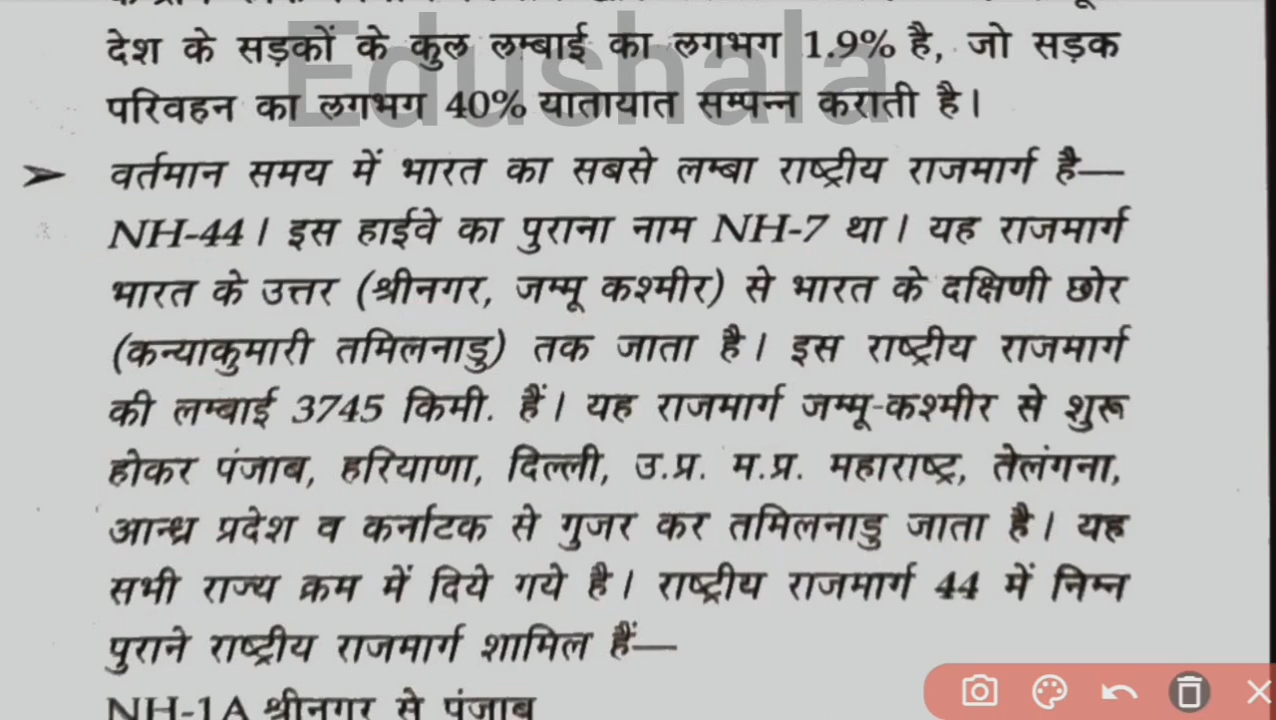 देश के सड़कों के कुल लम्बाई का लगभग 1.9% है, जो सड़क
परिवहन का लगभग 40% यातायात सम्पन्न कराती है।
Edushala
➢ वर्तमान समय में भारत का सबसे लम्बा राष्ट्रीय राजमार्ग है—
NH-44। इस हाईवे का पुराना नाम NH-7 था। यह राजमार्ग
भारत के उत्तर (श्रीनगर, जम्मू कश्मीर) से भारत के दक्षिणी छोर
(कन्याकुमारी तमिलनाडु) तक जाता है। इस राष्ट्रीय राजमार्ग
की लम्बाई 3745 किमी. हैं। यह राजमार्ग जम्मू-कश्मीर से शुरू
होकर पंजाब, हरियाणा, दिल्ली, उ.प्र. म.प्र. महाराष्ट्र, तेलंगना,
आन्ध्र प्रदेश व कर्नाटक से गुजर कर तमिलनाडु जाता है। यह
सभी राज्य क्रम में दिये गये है। राष्ट्रीय राजमार्ग 44 में निम्न
पुराने राष्ट्रीय राजमार्ग शामिल हैं—
NH-1A श्रीनगर से पंजाब